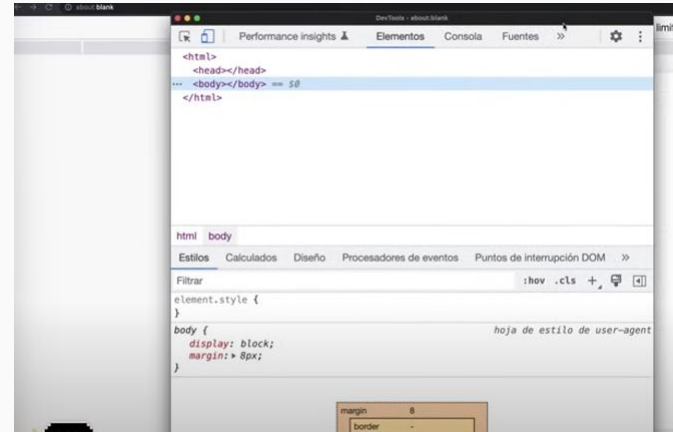 about:blank
DevTools - about:blank
Performance insights Elementos Consola Fuentes »
<html>
<head></head>
··· <body></body> == $0
</html>
html body
Estilos Calculados Diseño Procesadores de eventos Puntos de interrupción DOM »
Filtrar :hov .cls +
element.style {
}
body { hoja de estilo de user-agent
display: block;
margin: 8px;
}
margin 8
border -